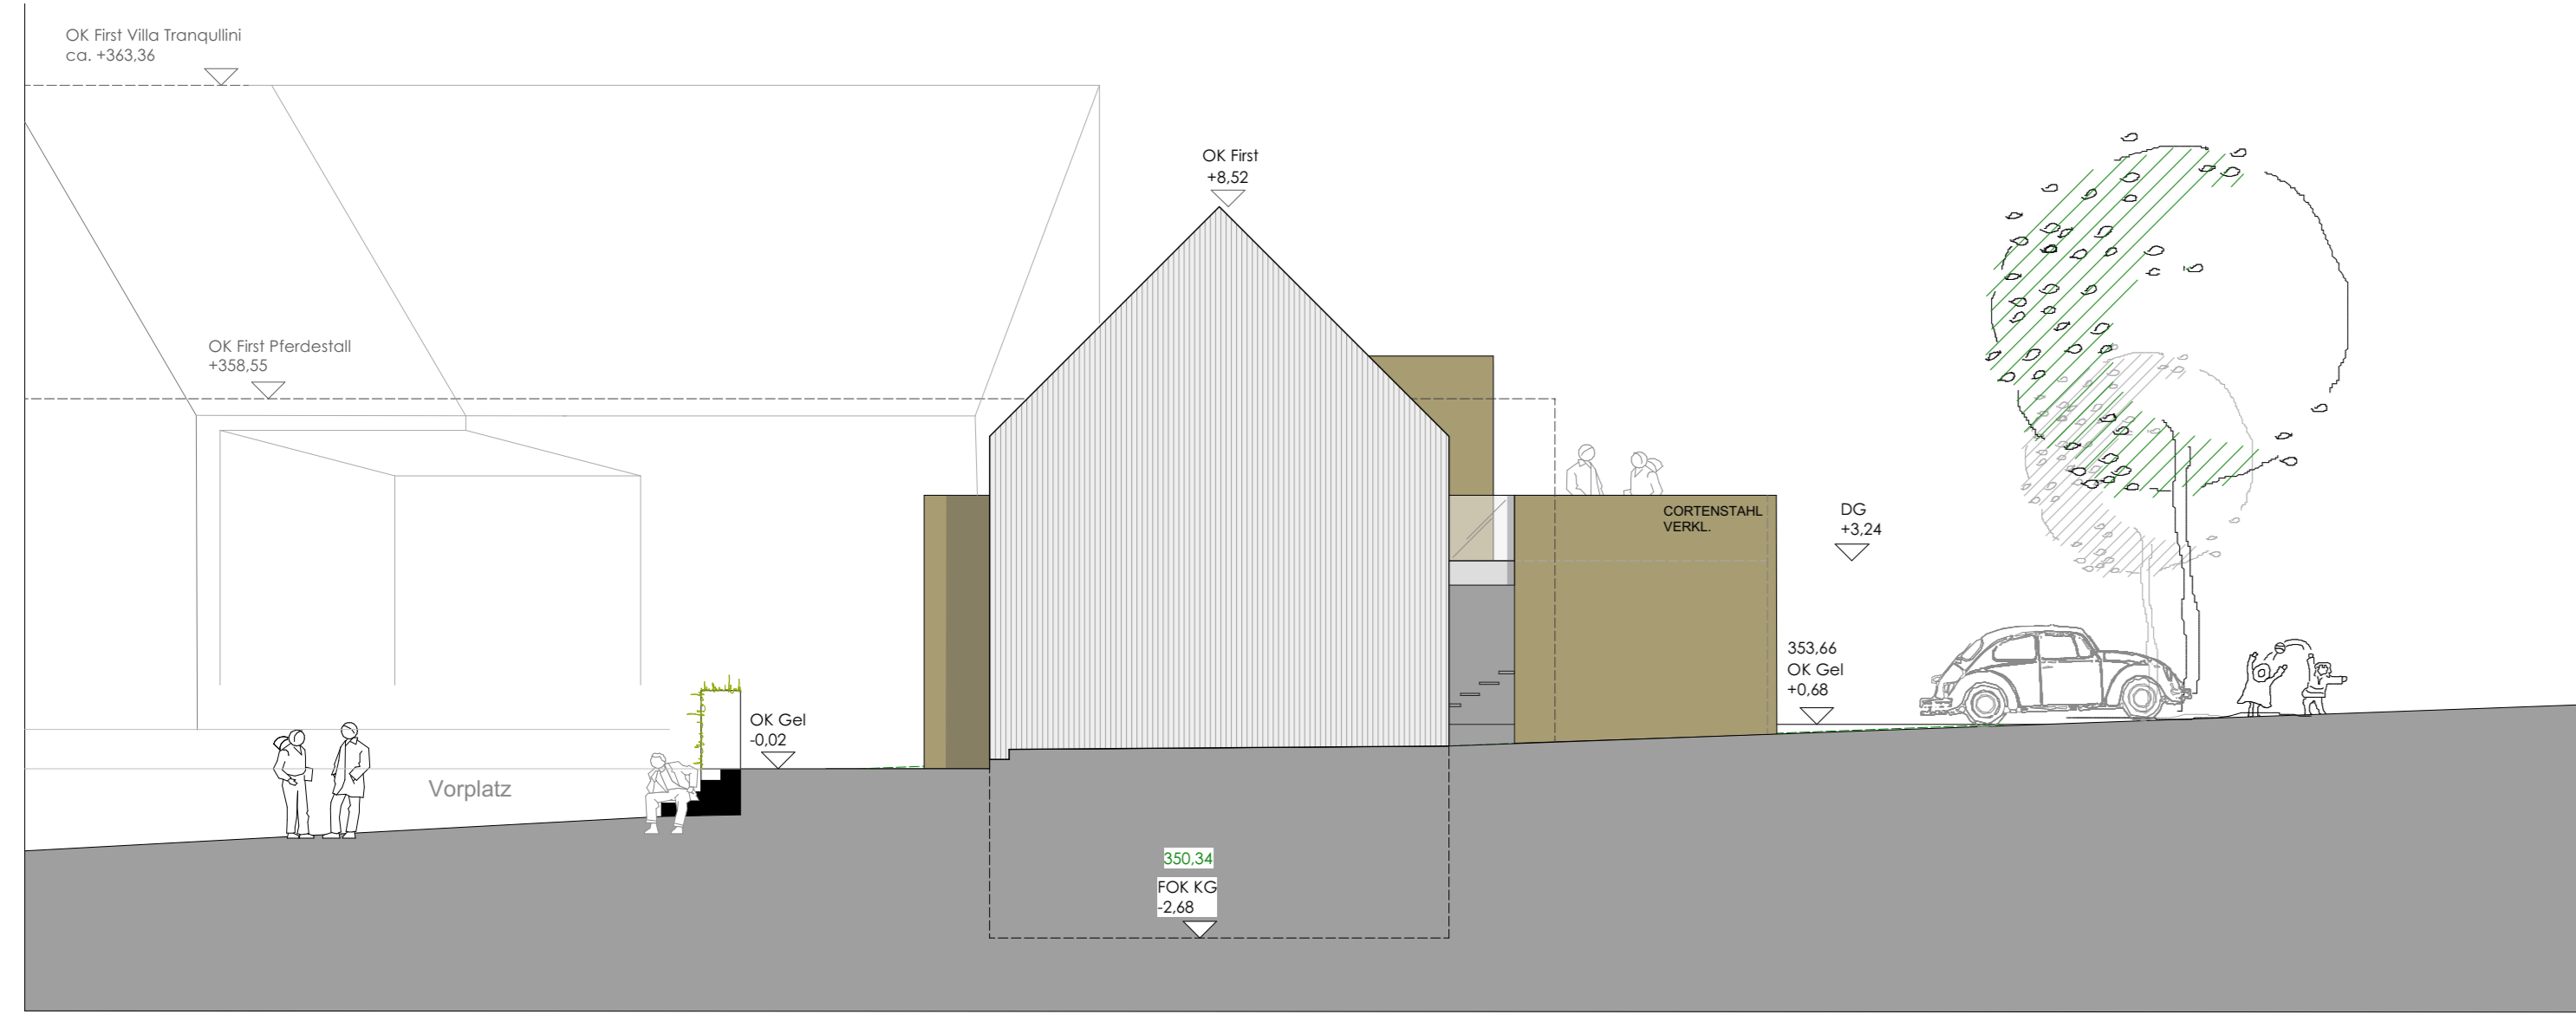 OK First Villa Tranqullini
ca. +363,36
OK First
+8,52
OK First Pferdestall
+358,55
CORTENSTAHL
VERKL.
DG
+3,24
353,66
OK Gel
+0,68
OK Gel
-0,02
Vorplatz
350,34
FOK KG
-2,68